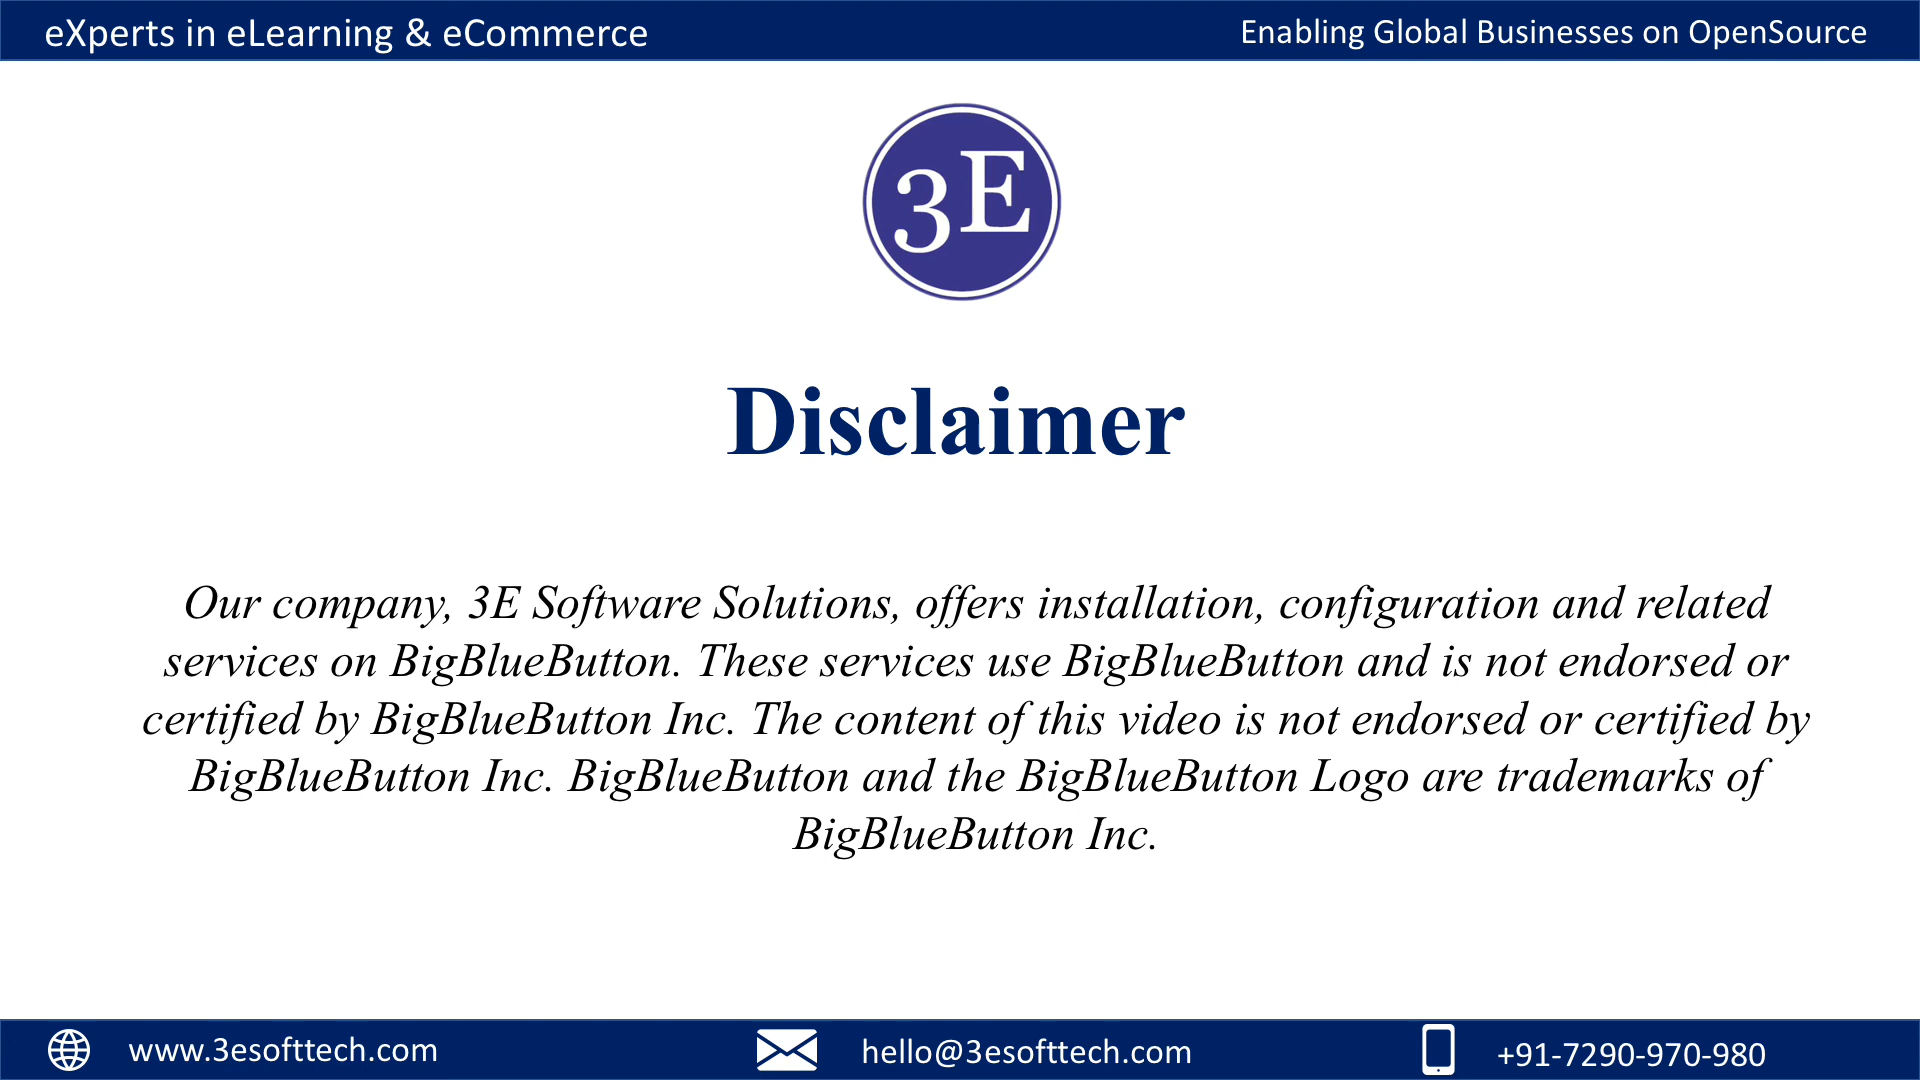 eXperts in eLearning & eCommerce
Enabling Global Businesses on OpenSource
3E
Disclaimer
Our company, 3E Software Solutions, offers installation, configuration and related
services on BigBlueButton. These services use BigBlueButton and is not endorsed or
certified by BigBlueButton Inc. The content of this video is not endorsed or certified by
BigBlueButton Inc. BigBlueButton and the BigBlueButton Logo are trademarks of
BigBlueButton Inc.
www.3esofttech.com
hello@3esofttech.com
+91-7290-970-980